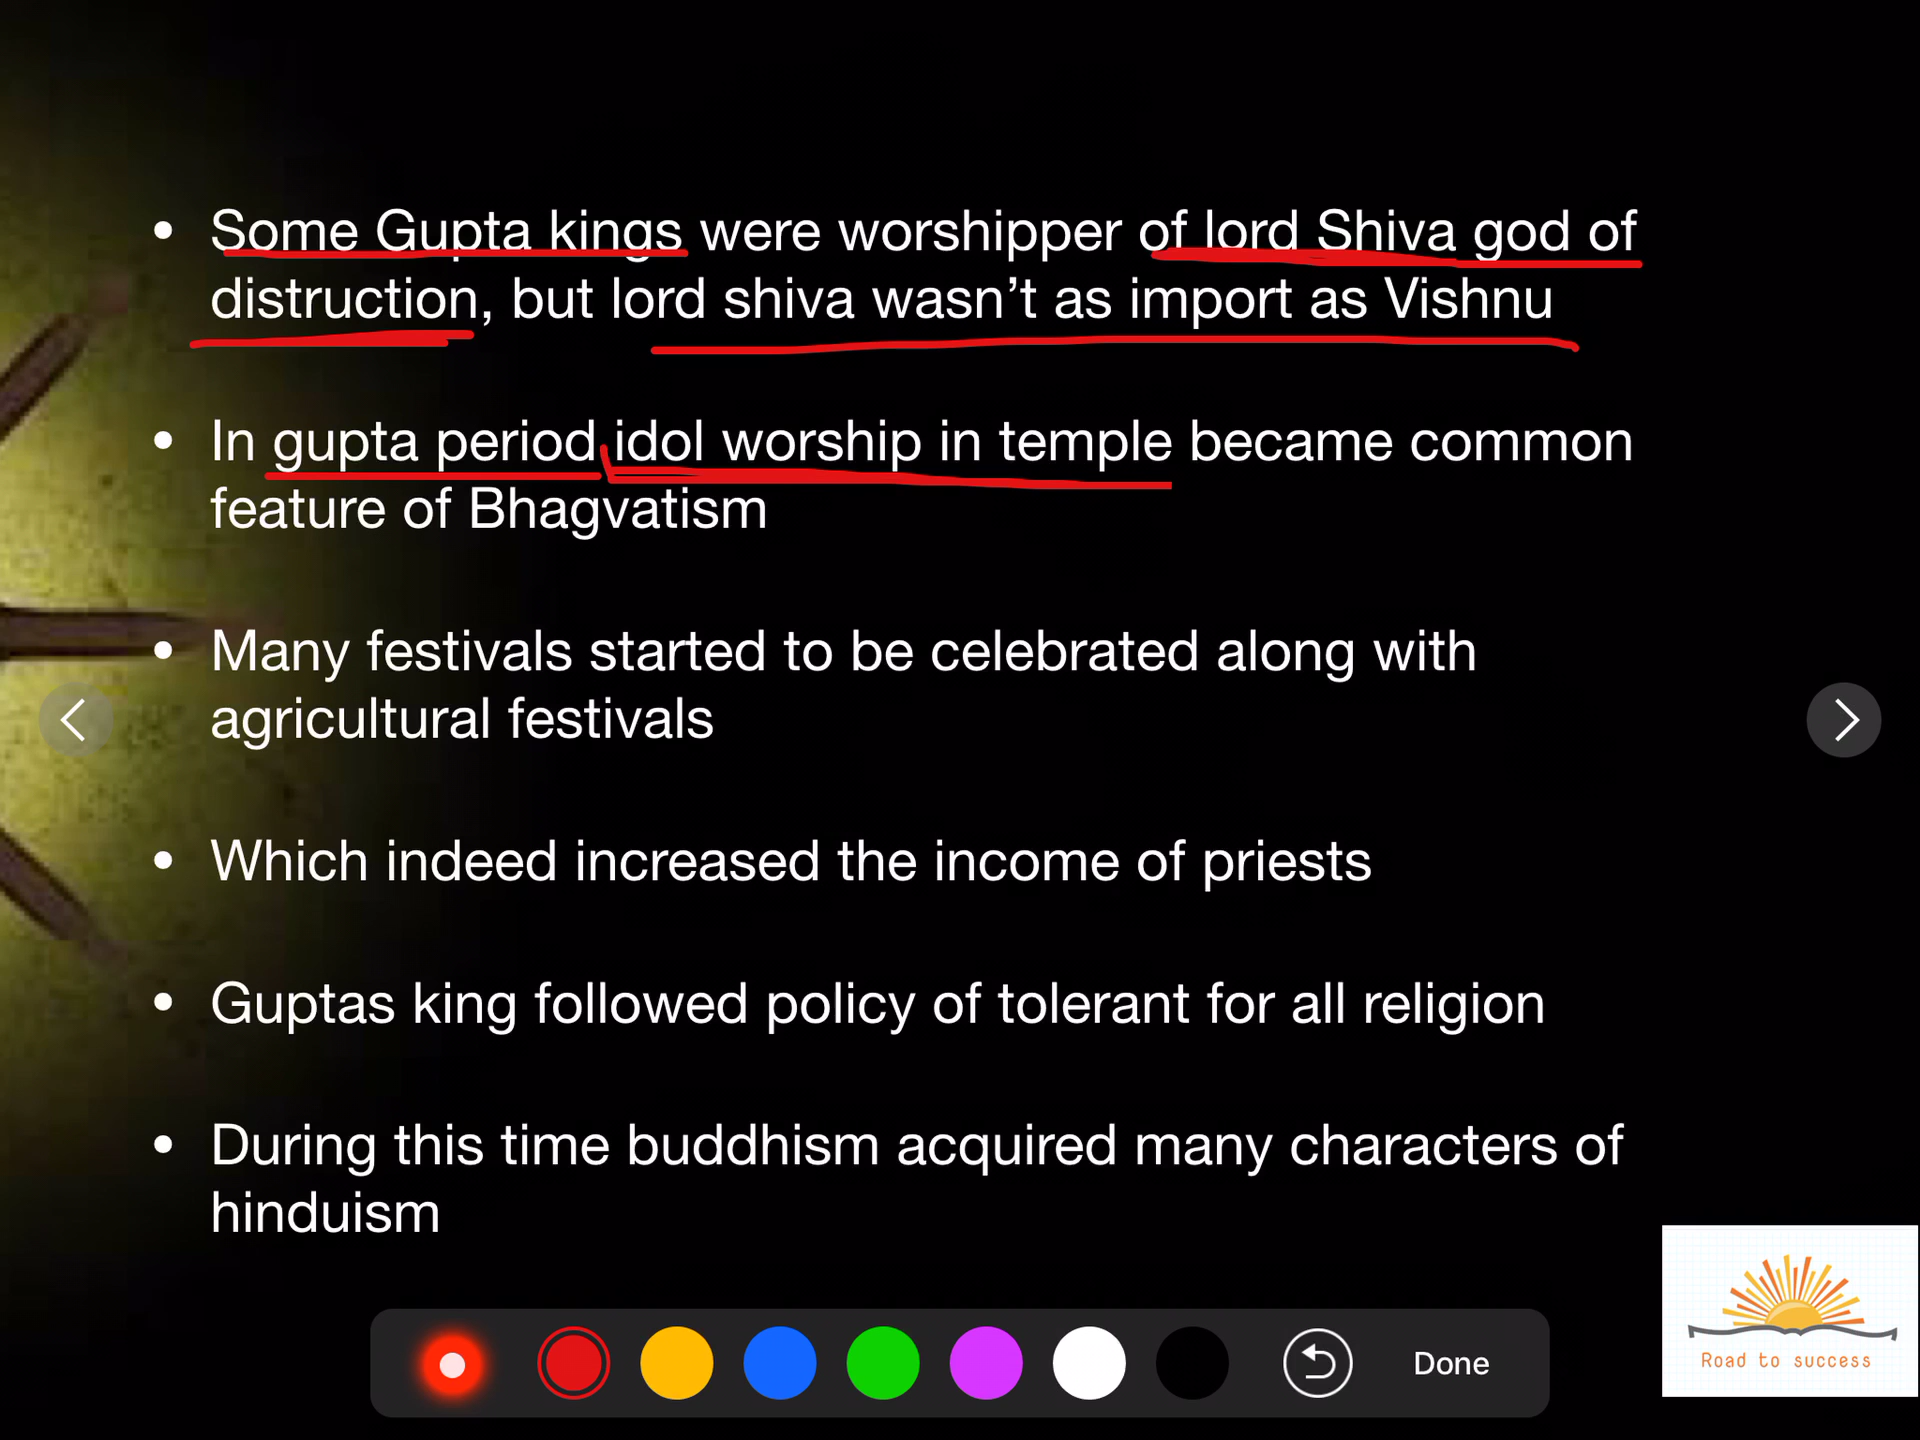 • Some Gupta kings were worshipper of lord Shiva god of
distruction, but lord shiva wasn’t as import as Vishnu
• In gupta period idol worship in temple became common
feature of Bhagvatism
• Many festivals started to be celebrated along with
agricultural festivals
• Which indeed increased the income of priests
• Guptas king followed policy of tolerant for all religion
• During this time buddhism acquired many characters of
hinduism
Done
Road to success